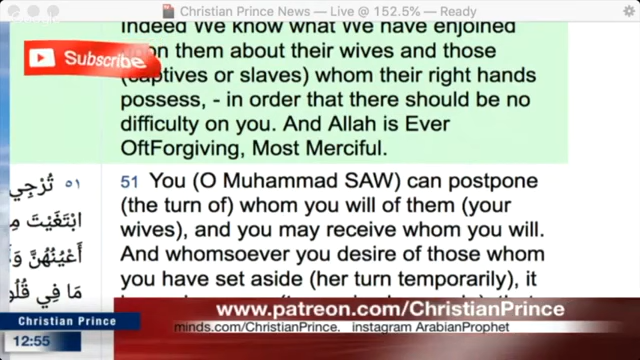 Christian Prince News — Live @ 152.5% — Ready
Indeed We know what We have enjoined
upon them about their wives and those
Subscribe
(captives or slaves) whom their right hands
possess, - in order that there should be no
difficulty on you. And Allah is Ever
OftForgiving, Most Merciful.
51 You (O Muhammad SAW) can postpone
(the turn of) whom you will of them (your
wives), and you may receive whom you will.
And whomsoever you desire of those whom
you have set aside (her turn temporarily), it
٥١ تُرْجِي
ابْتَغَيْتَ
أَعْيُنُهُنَّ
مَا فِي
www.patreon.com/ChristianPrince
Christian Prince
minds.com/ChristianPrince. instagram ArabianProphet
12:55